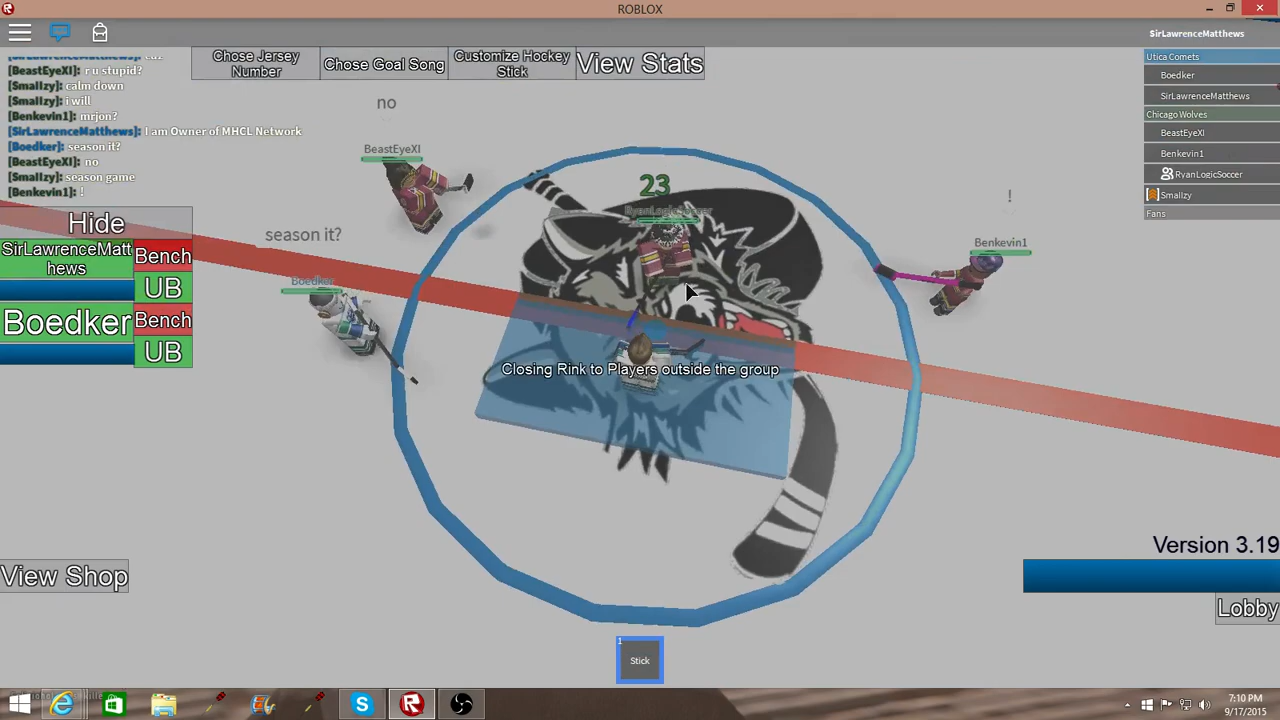 ROBLOX
SirLawrenceMatthews
[BeastEyeXI]: r u stupid?
[Smallzy]: calm down
[Smallzy]: i will
[Benkevin1]: mrjon?
[SirLawrenceMatthews]: I am Owner of MHCL Network
[Boedker]: season it?
[BeastEyeXI]: no
[Smallzy]: season game
[Benkevin1]: !
Chose Jersey
Number
Chose Goal Song
Customize Hockey
Stick
View Stats
Utica Comets
Boedker
SirLawrenceMatthews
Chicago Wolves
BeastEyeXI
Benkevin1
RyanLogicSoccer
Smallzy
Fans
Hide
SirLawrenceMatt
hews
Bench
UB
Boedker
Bench
UB
no
BeastEyeXI
23
RyanLogicSoccer
!
Benkevin1
season it?
Boedker
Closing Rink to Players outside the group
View Shop
Version 3.19
Lobby
1
Stick
7:10 PM
9/17/2015